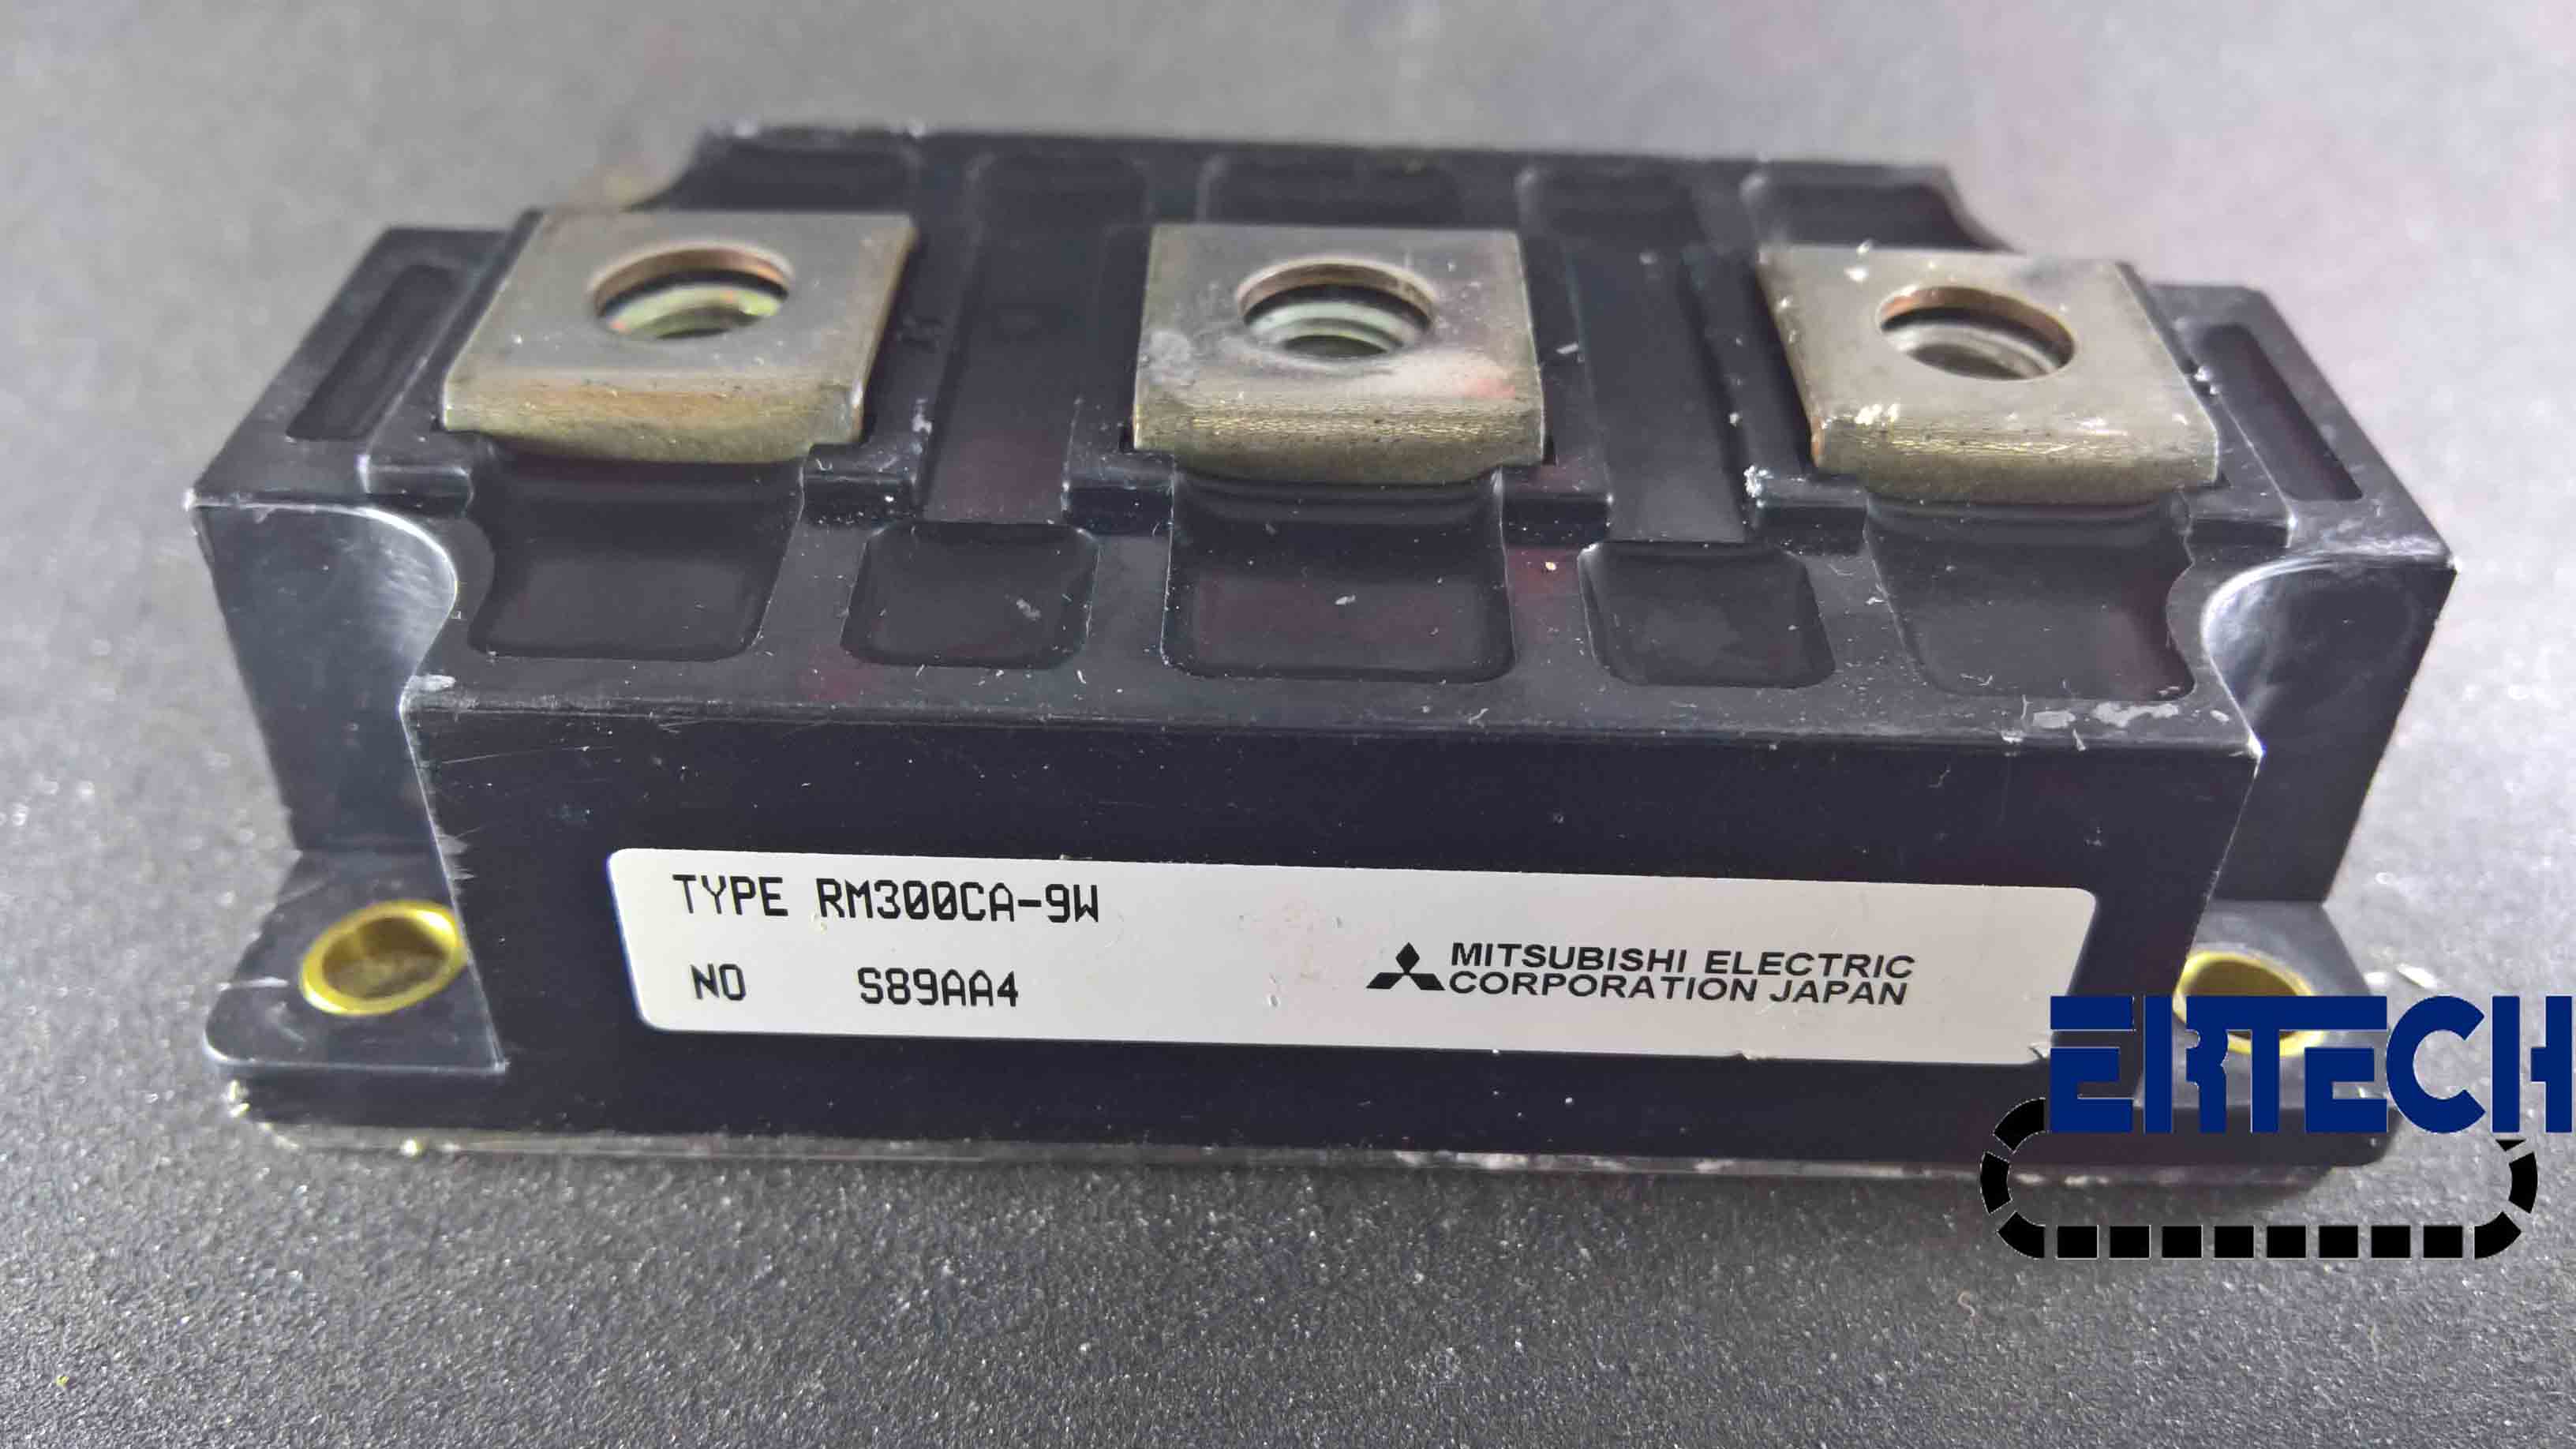 TYPE RM300CA-9W
NO S89AA4
MITSUBISHI ELECTRIC
CORPORATION JAPAN
ERTECH